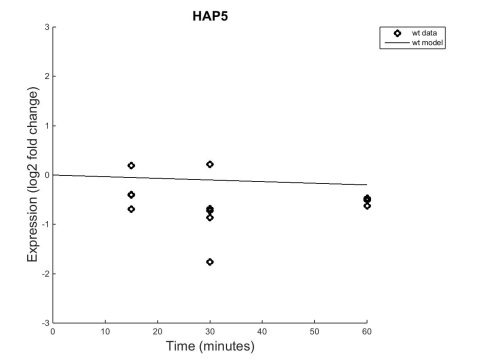 HAP5
wt data
wt model
3
2
1
0
-1
-2
-3
0 10 20 30 40 50 60
Expression (log2 fold change)
Time (minutes)